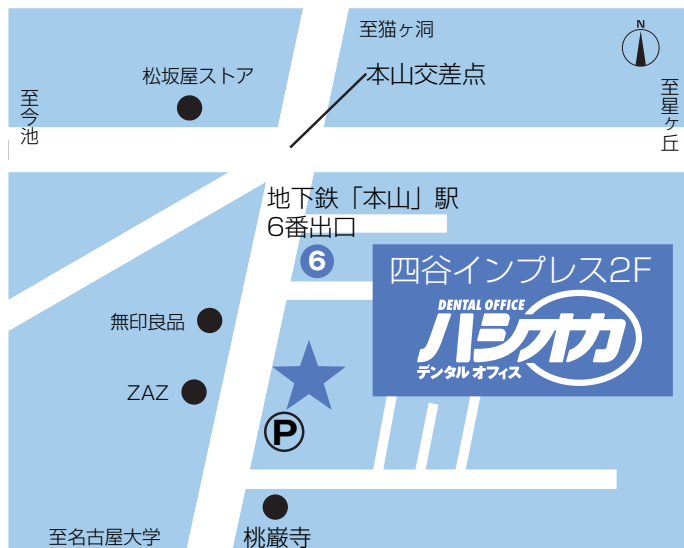 至猫ヶ洞
N
松坂屋ストア
本山交差点
至今池
至星ヶ丘
地下鉄「本山」駅
6番出口
6
四谷インプレス2F
DENTAL OFFICE
ハシオカ
デンタル オフィス
無印良品
ZAZ
P
至名古屋大学
桃巌寺